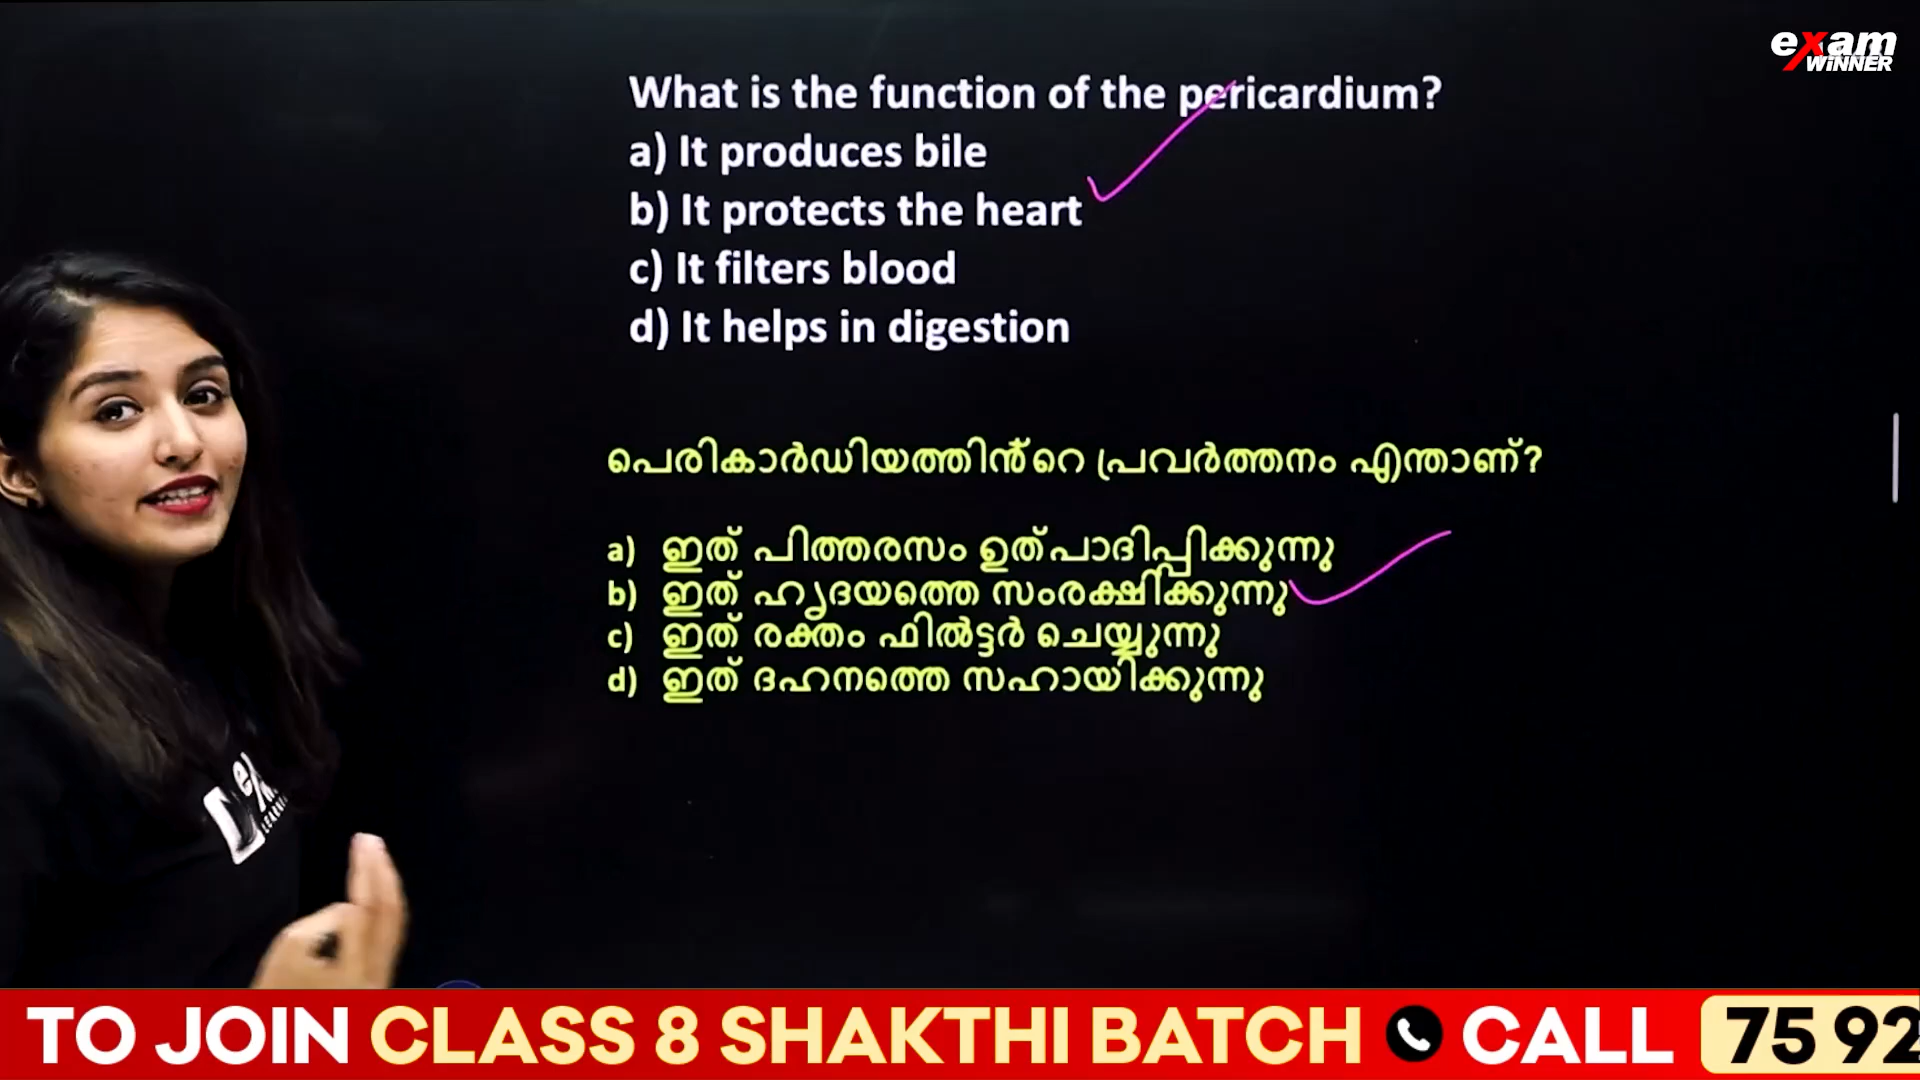 exam
WINNER
What is the function of the pericardium?
a) It produces bile
b) It protects the heart
c) It filters blood
d) It helps in digestion
പെരികാർഡിയത്തിൻ്റെ പ്രവർത്തനം എന്താണ്?
a) ഇത് പിത്തരസം ഉത്പാദിപ്പിക്കുന്നു
b) ഇത് ഹൃദയത്തെ സംരക്ഷിക്കുന്നു
c) ഇത് രക്തം ഫിൽട്ടർ ചെയ്യുന്നു
d) ഇത് ദഹനത്തെ സഹായിക്കുന്നു
TO JOIN CLASS 8 SHAKTHI BATCH CALL 75 92